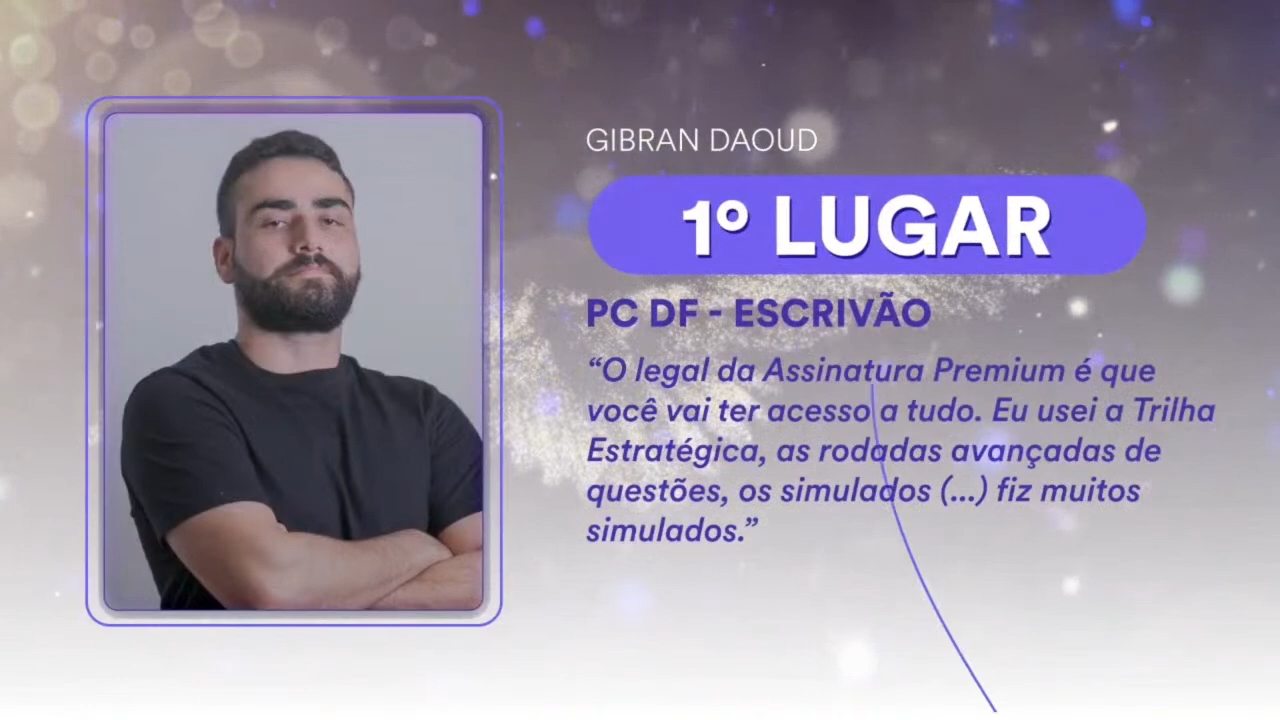 GIBRAN DAOUD
1º LUGAR
PC DF - ESCRIVÃO
“O legal da Assinatura Premium é que
você vai ter acesso a tudo. Eu usei a Trilha
Estratégica, as rodadas avançadas de
questões, os simulados (...) fiz muitos
simulados.”